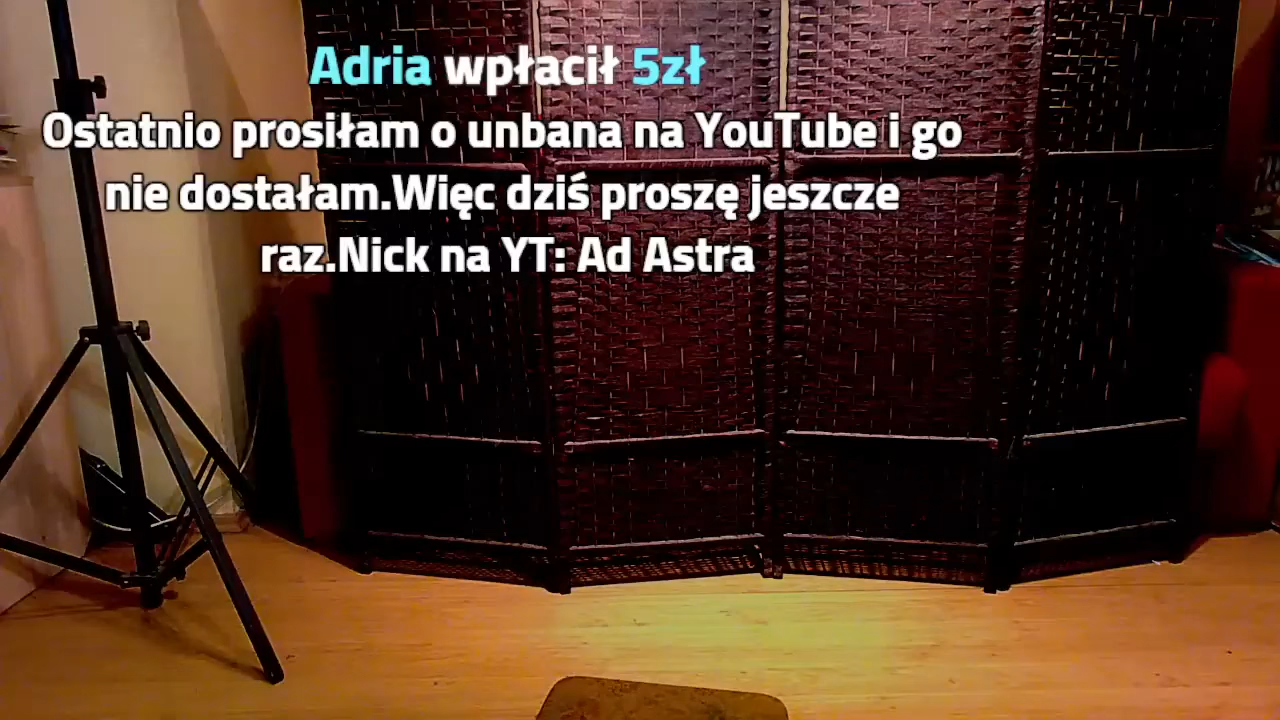 Adria wpłacił 5zł
Ostatnio prosiłam o unbana na YouTube i go
nie dostałam.Więc dziś proszę jeszcze
raz.Nick na YT: Ad Astra